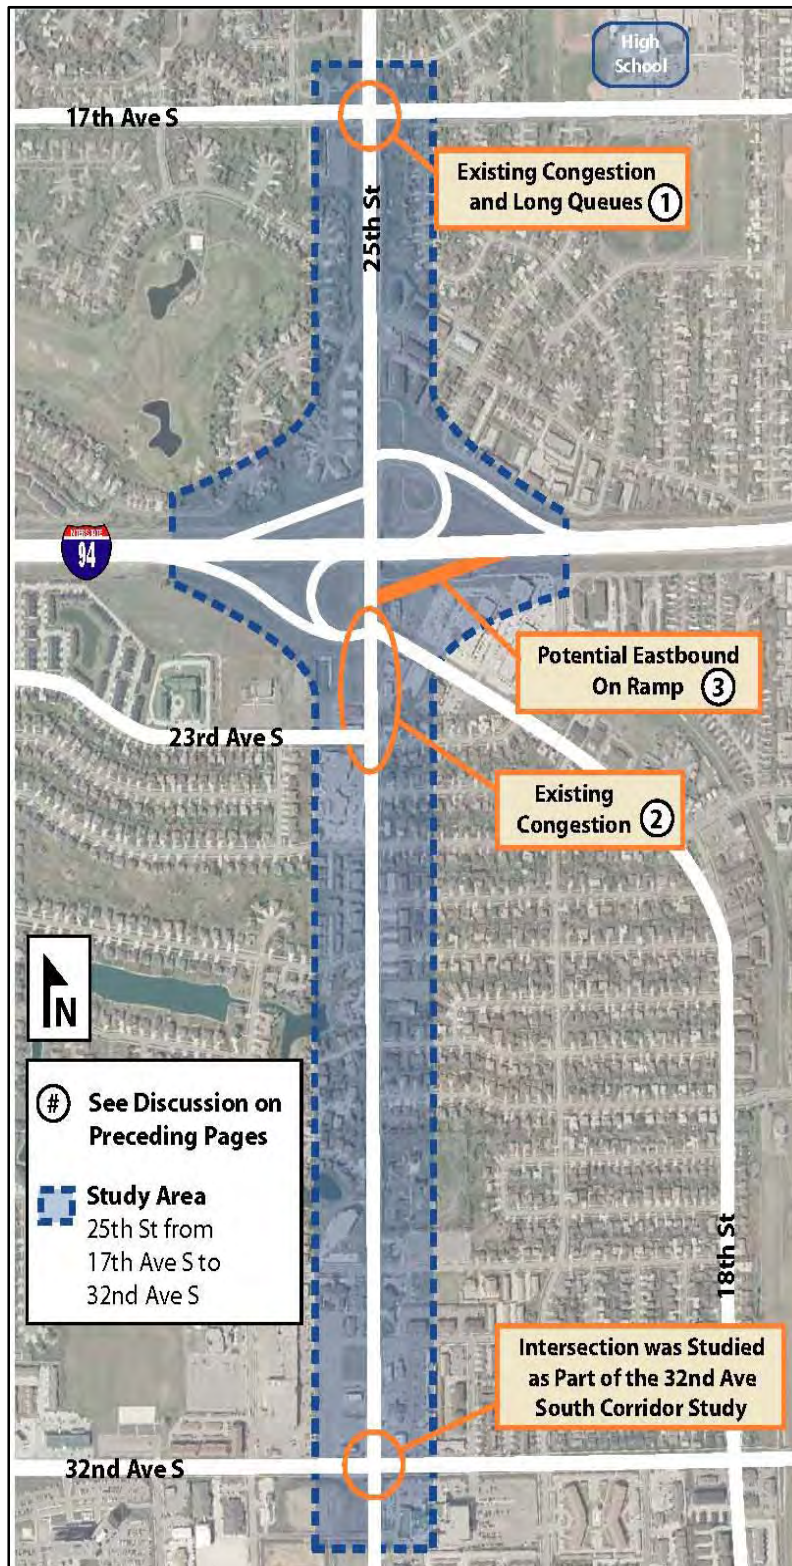 High
School
17th Ave S
Existing Congestion
and Long Queues 1
25th St
INTERSTATE
94
Potential Eastbound
On Ramp 3
23rd Ave S
Existing
Congestion 2
N
# See Discussion on
Preceding Pages
Study Area
25th St from
17th Ave S to
32nd Ave S
18th St
Intersection was Studied
as Part of the 32nd Ave
South Corridor Study
32nd Ave S